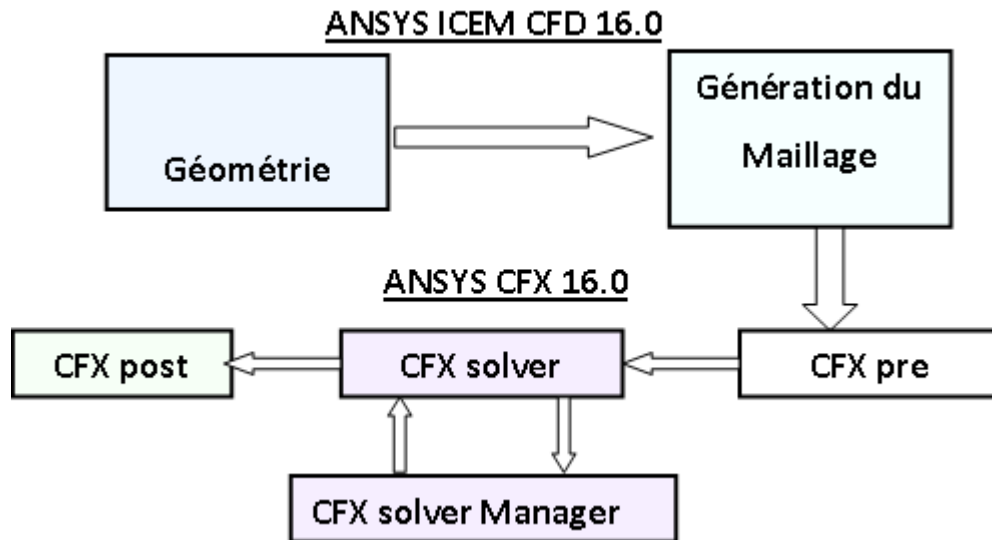 ANSYS ICEM CFD 16.0
Géométrie
Génération du
Maillage
ANSYS CFX 16.0
CFX post
CFX solver
CFX pre
CFX solver Manager